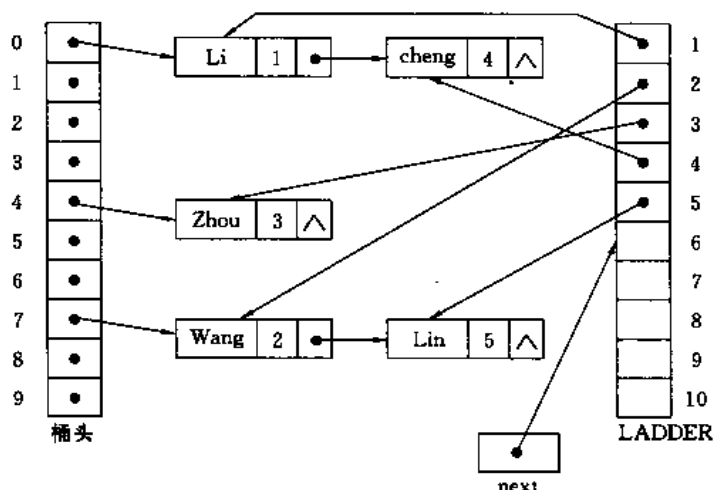 0 Li 1 cheng 4 ∧ 1
1 2
2 3
3 4
4 Zhou 3 ∧ 5
5 6
6 7
7 Wang 2 Lin 5 ∧ 8
8 9
9 10
桶头 LADDER
next